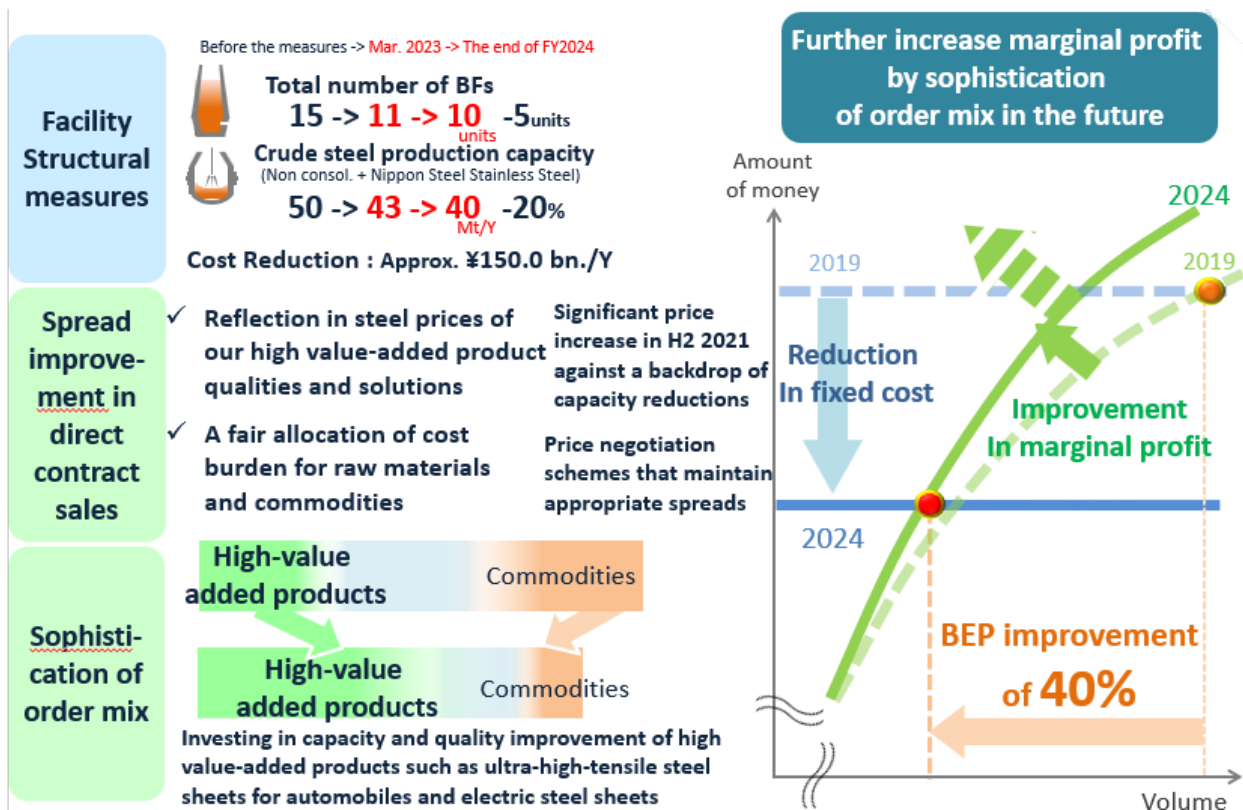 Facility
Structural
measures
Before the measures -> Mar. 2023 -> The end of FY2024
Total number of BFs
15 -> 11 -> 10 -5units
units
Crude steel production capacity
(Non consol. + Nippon Steel Stainless Steel)
50 -> 43 -> 40 -20%
Mt/Y
Cost Reduction : Approx. ¥150.0 bn./Y
Spread
improve-
ment in
direct
contract
sales
✓ Reflection in steel prices of
our high value-added product
qualities and solutions
Significant price
increase in H2 2021
against a backdrop of
capacity reductions
✓ A fair allocation of cost
burden for raw materials
and commodities
Price negotiation
schemes that maintain
appropriate spreads
Sophisti-
cation of
order mix
High-value
added products
Commodities
High-value
added products
Commodities
Investing in capacity and quality improvement of high
value-added products such as ultra-high-tensile steel
sheets for automobiles and electric steel sheets
Further increase marginal profit
by sophistication
of order mix in the future
Amount
of money
2024
2019
2019
Reduction
In fixed cost
Improvement
In marginal profit
2024
BEP improvement
of 40%
Volume